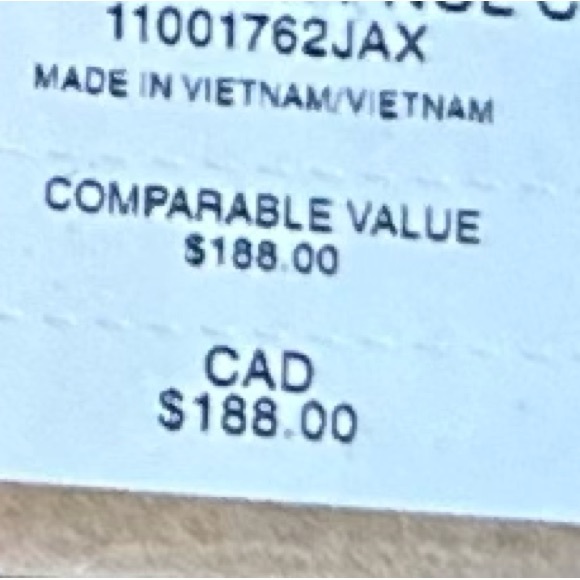 11001762JAX
MADE IN VIETNAM/VIETNAM
COMPARABLE VALUE
$188.00
CAD
$188.00